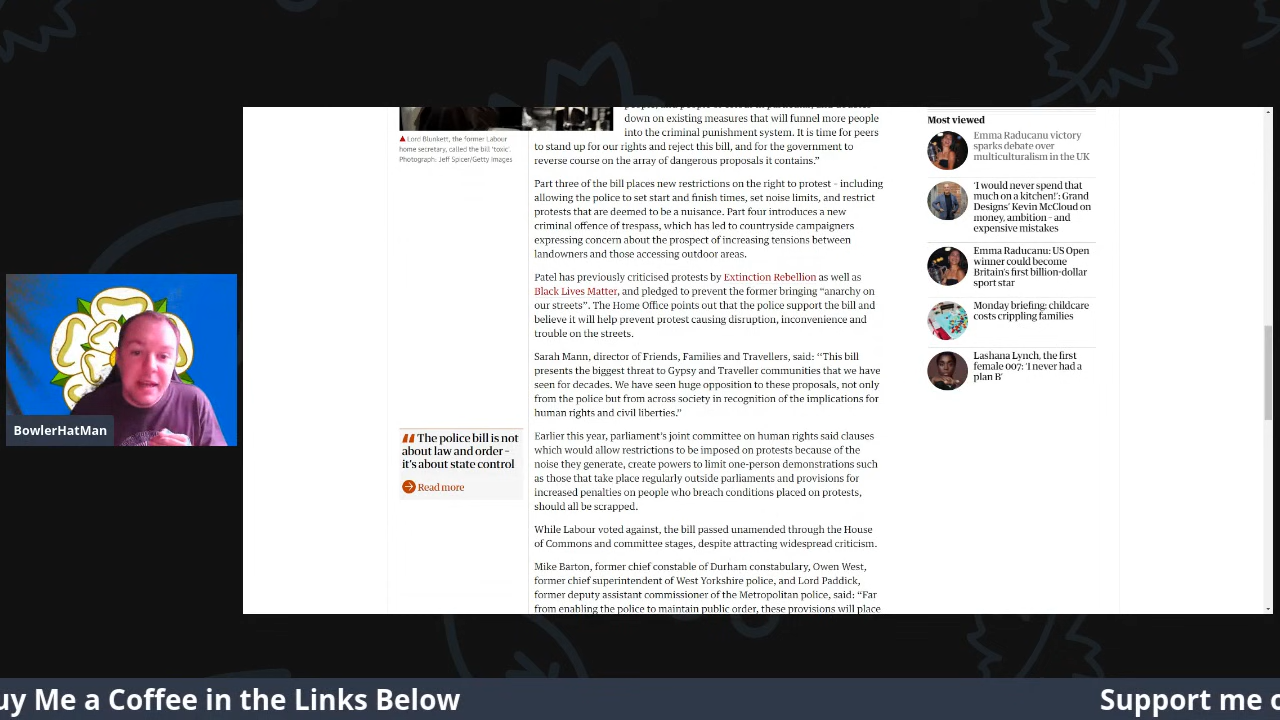 down on existing measures that will funnel more people
into the criminal punishment system. It is time for peers
to stand up for our rights and reject this bill, and for the government to
reverse course on the array of dangerous proposals it contains.”
Lord Blunkett, the former Labour
home secretary, called the bill ‘toxic’.
Photograph: Jeff Spicer/Getty Images
Part three of the bill places new restrictions on the right to protest – including
allowing the police to set start and finish times, set noise limits, and restrict
protests that are deemed to be a nuisance. Part four introduces a new
criminal offence of trespass, which has led to countryside campaigners
expressing concern about the prospect of increasing tensions between
landowners and those accessing outdoor areas.
Patel has previously criticised protests by Extinction Rebellion as well as
Black Lives Matter, and pledged to prevent the former bringing “anarchy on
our streets”. The Home Office points out that the police support the bill and
believe it will help prevent protest causing disruption, inconvenience and
trouble on the streets.
Sarah Mann, director of Friends, Families and Travellers, said: “This bill
presents the biggest threat to Gypsy and Traveller communities that we have
seen for decades. We have seen huge opposition to these proposals, not only
from the police but from across society in recognition of the implications for
human rights and civil liberties.”
The police bill is not
about law and order –
it's about state control
Read more
Earlier this year, parliament's joint committee on human rights said clauses
which would allow restrictions to be imposed on protests because of the
noise they generate, create powers to limit one-person demonstrations such
as those that take place regularly outside parliaments and provisions for
increased penalties on people who breach conditions placed on protests,
should all be scrapped.
While Labour voted against, the bill passed unamended through the House
of Commons and committee stages, despite attracting widespread criticism.
Mike Barton, former chief constable of Durham constabulary, Owen West,
former chief superintendent of West Yorkshire police, and Lord Paddick,
former deputy assistant commissioner of the Metropolitan police, said: “Far
from enabling the police to maintain public order, these provisions will place
Most viewed
Emma Raducanu victory
sparks debate over
multiculturalism in the UK
‘I would never spend that
much on a kitchen!’: Grand
Designs’ Kevin McCloud on
money, ambition – and
expensive mistakes
Emma Raducanu: US Open
winner could become
Britain's first billion-dollar
sport star
Monday briefing: childcare
costs crippling families
Lashana Lynch, the first
female 007: ‘I never had a
plan B’
BowlerHatMan
uy Me a Coffee in the Links Below
Support me o